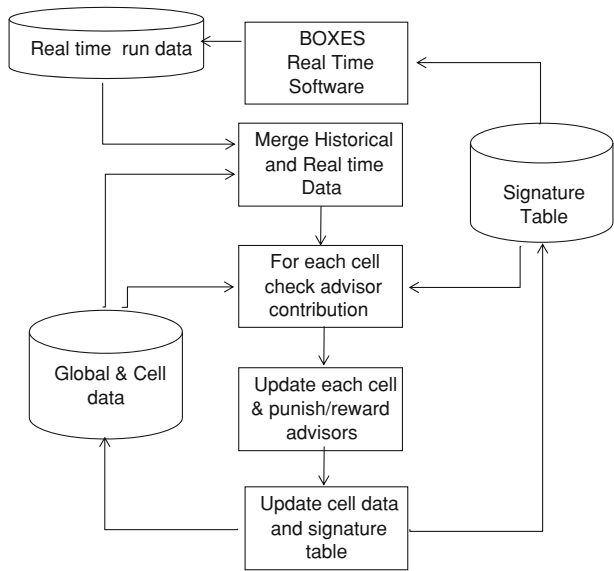 Real time run data
BOXES
Real Time
Software
Merge Historical
and Real time
Data
Signature
Table
For each cell
check advisor
contribution
Global & Cell
data
Update each cell
& punish/reward
advisors
Update cell data
and signature
table